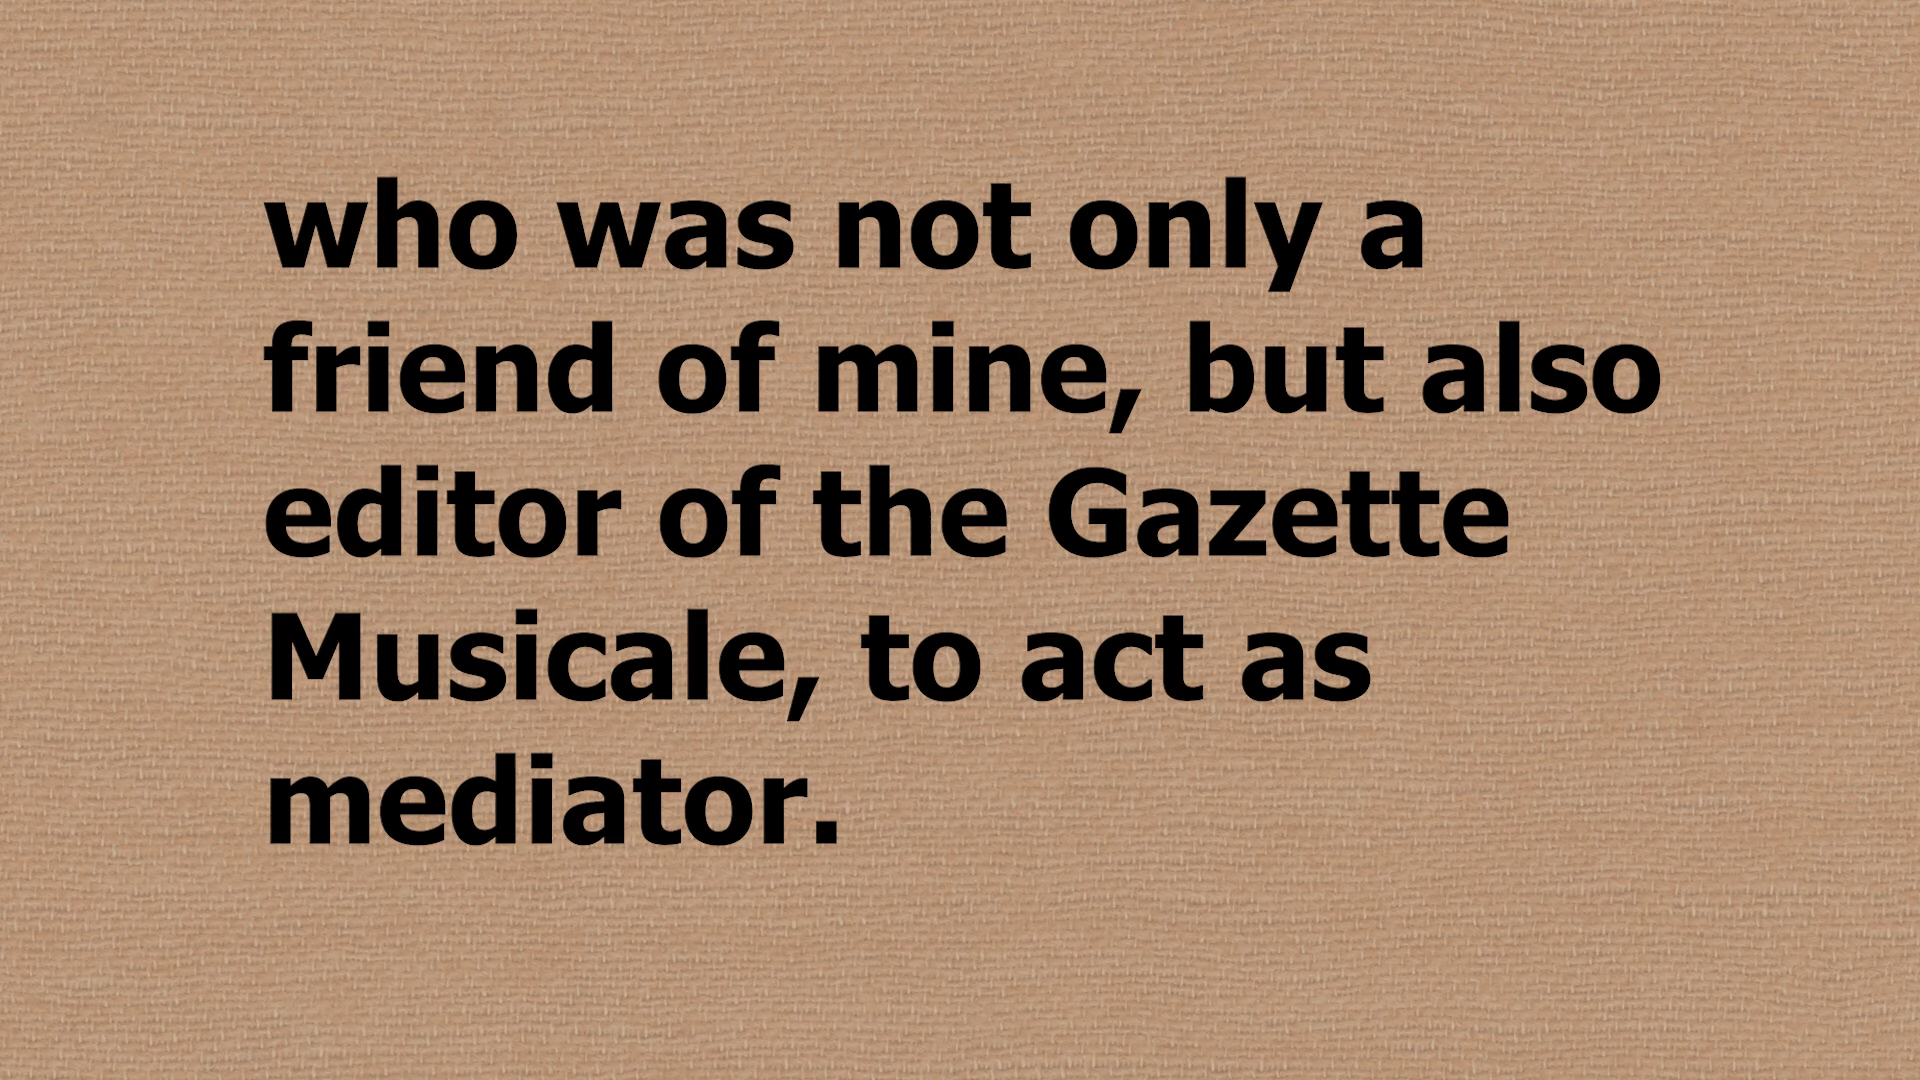 who was not only a
friend of mine, but also
editor of the Gazette
Musicale, to act as
mediator.